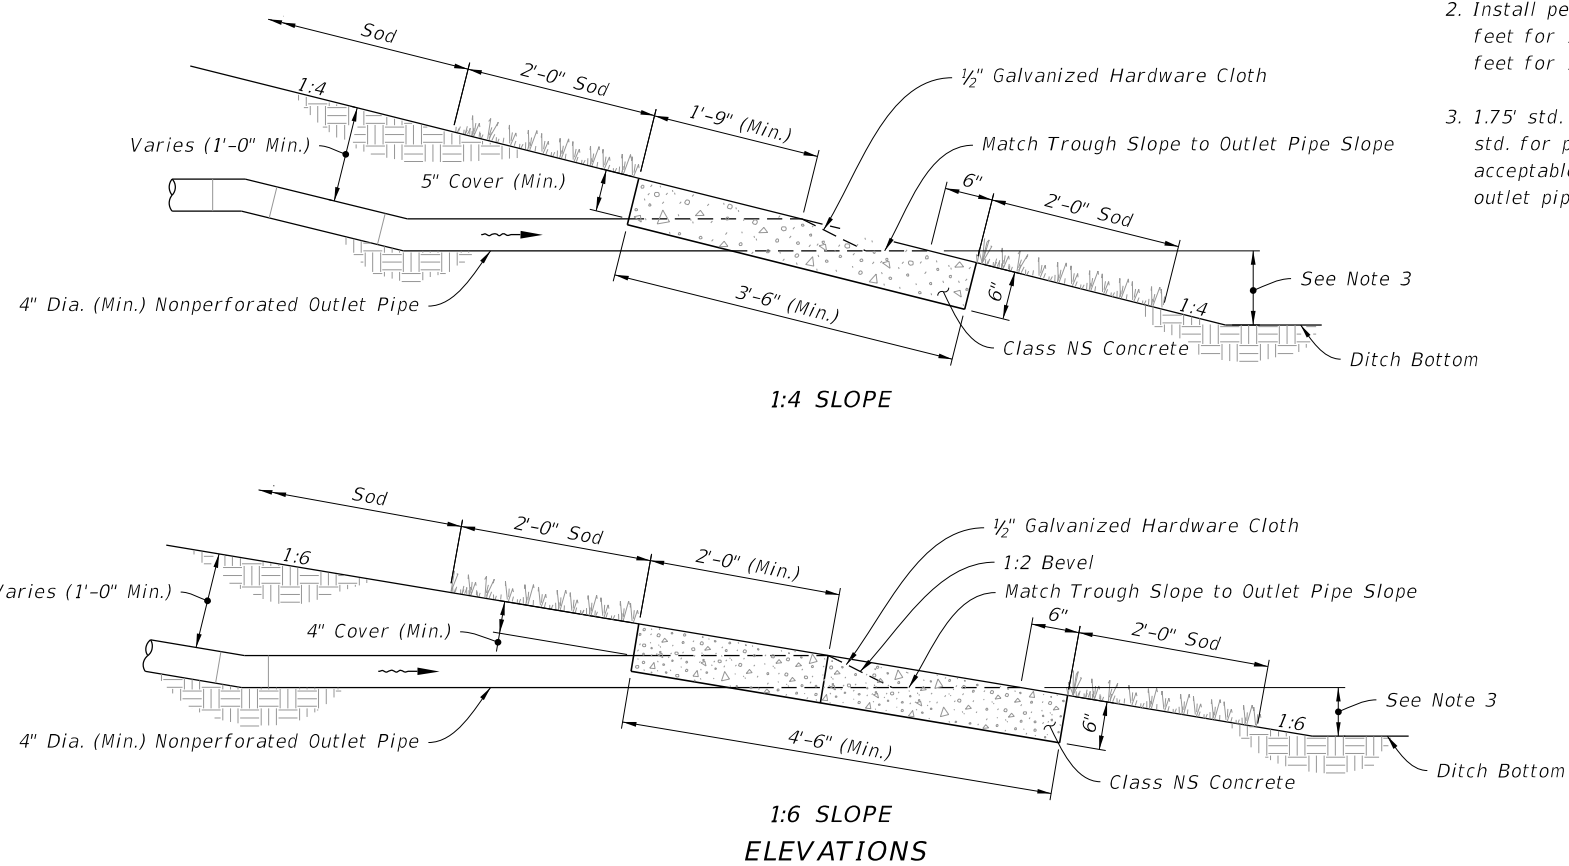 2. Install pe
feet for
feet for
3. 1.75' std.
std. for p
acceptable
outlet pip
Sod
2'-0" Sod
1'-9" (Min.)
½" Galvanized Hardware Cloth
1:4
Varies (1'-0" Min.)
5" Cover (Min.)
Match Trough Slope to Outlet Pipe Slope
6"
2'-0" Sod
See Note 3
4" Dia. (Min.) Nonperforated Outlet Pipe
3'-6" (Min.)
6"
1:4
Class NS Concrete
Ditch Bottom
1:4 SLOPE
Sod
2'-0" Sod
2'-0" (Min.)
½" Galvanized Hardware Cloth
1:6
1:2 Bevel
Varies (1'-0" Min.)
Match Trough Slope to Outlet Pipe Slope
4" Cover (Min.)
6"
2'-0" Sod
See Note 3
4" Dia. (Min.) Nonperforated Outlet Pipe
4'-6" (Min.)
6"
1:6
Class NS Concrete
Ditch Bottom
1:6 SLOPE
ELEVATIONS